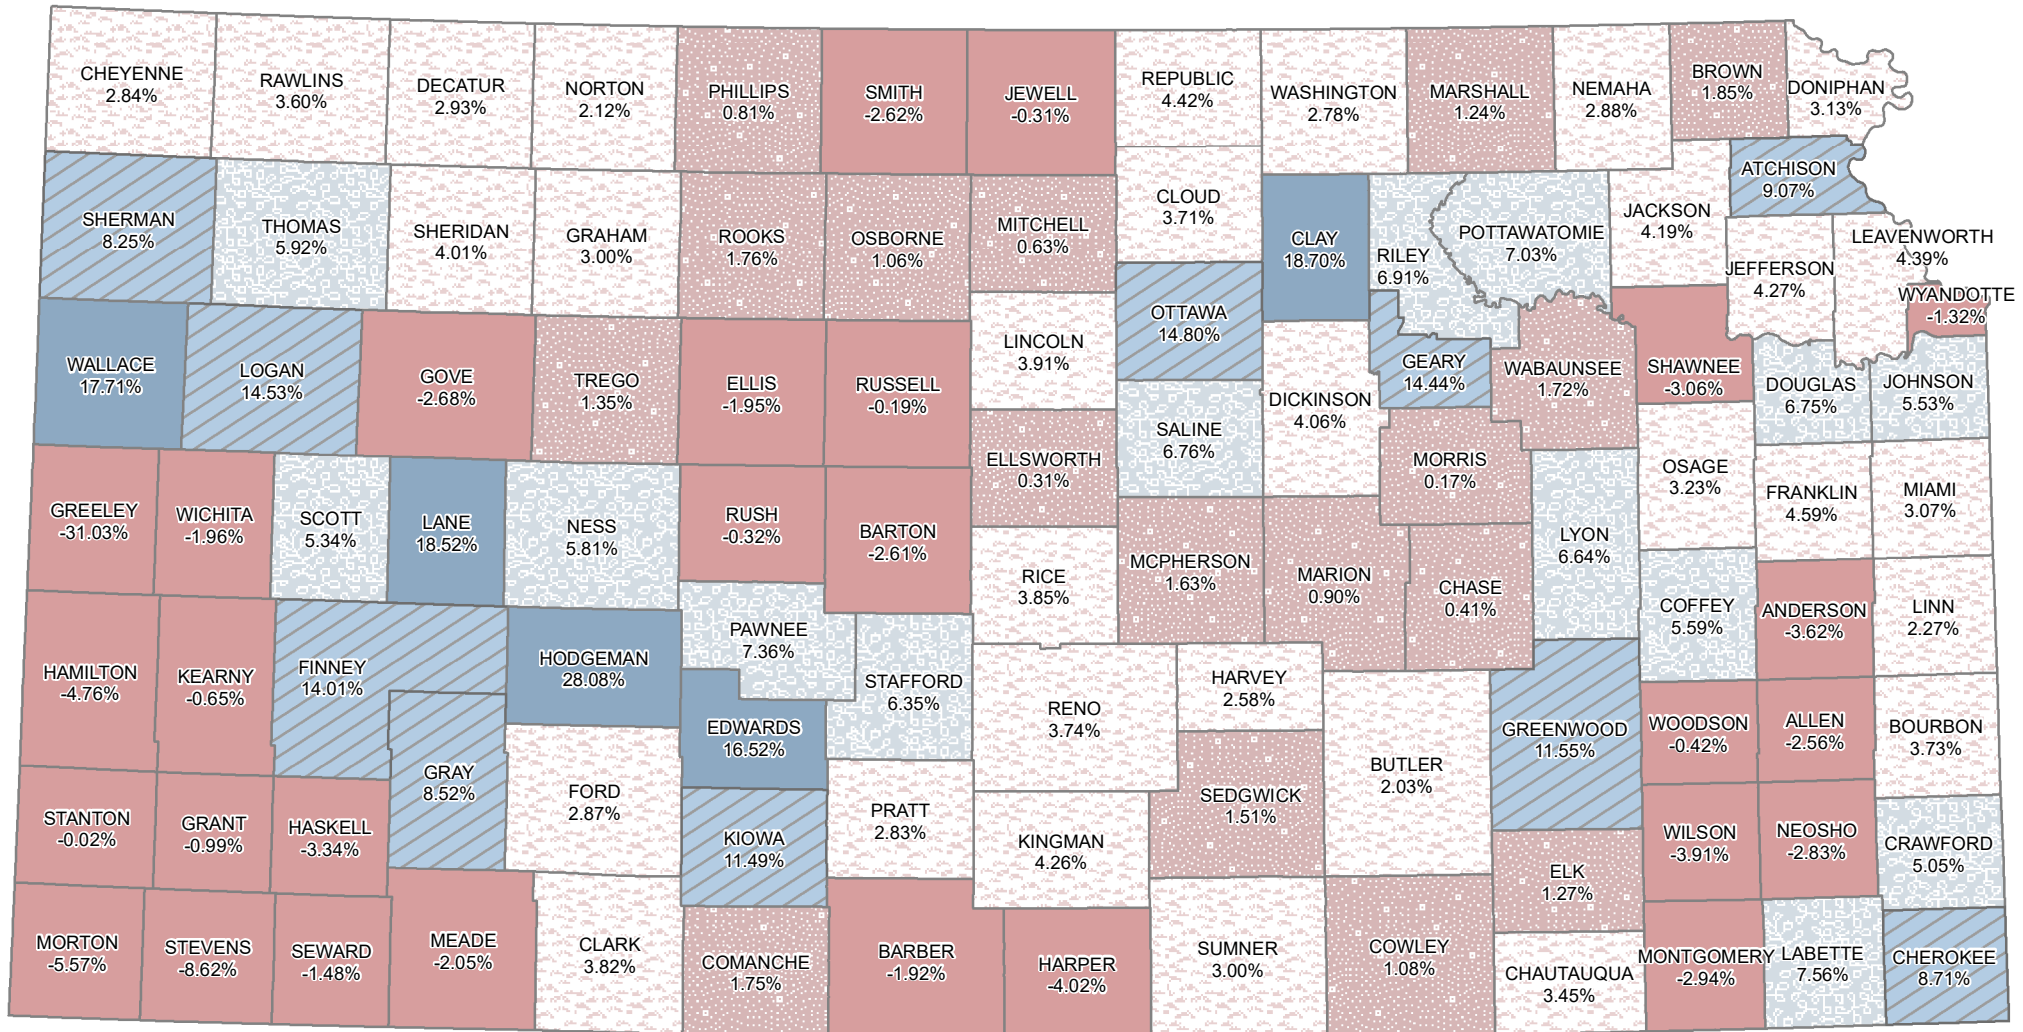 CHEYENNE
2.84%
RAWLINS
3.60%
DECATUR
2.93%
NORTON
2.12%
PHILLIPS
0.81%
SMITH
-2.62%
JEWELL
-0.31%
REPUBLIC
4.42%
WASHINGTON
2.78%
MARSHALL
1.24%
NEMAHA
2.88%
BROWN
1.85%
DONIPHAN
3.13%
SHERMAN
8.25%
THOMAS
5.92%
SHERIDAN
4.01%
GRAHAM
3.00%
ROOKS
1.76%
OSBORNE
1.06%
MITCHELL
0.63%
CLOUD
3.71%
CLAY
18.70%
RILEY
6.91%
POTTAWATOMIE
7.03%
JACKSON
4.19%
ATCHISON
9.07%
JEFFERSON
4.27%
LEAVENWORTH
4.39%
WYANDOTTE
-1.32%
WALLACE
17.71%
LOGAN
14.53%
GOVE
-2.68%
TREGO
1.35%
ELLIS
-1.95%
RUSSELL
-0.19%
LINCOLN
3.91%
OTTAWA
14.80%
DICKINSON
4.06%
GEARY
14.44%
WABAUNSEE
1.72%
SHAWNEE
-3.06%
DOUGLAS
6.75%
JOHNSON
5.53%
GREELEY
-31.03%
WICHITA
-1.96%
SCOTT
5.34%
LANE
18.52%
NESS
5.81%
RUSH
-0.32%
BARTON
-2.61%
ELLSWORTH
0.31%
SALINE
6.76%
MORRIS
0.17%
OSAGE
3.23%
FRANKLIN
4.59%
MIAMI
3.07%
RICE
3.85%
MCPHERSON
1.63%
MARION
0.90%
CHASE
0.41%
LYON
6.64%
COFFEY
5.59%
ANDERSON
-3.62%
LINN
2.27%
HAMILTON
-4.76%
KEARNY
-0.65%
FINNEY
14.01%
HODGEMAN
28.08%
PAWNEE
7.36%
STAFFORD
6.35%
EDWARDS
16.52%
RENO
3.74%
HARVEY
2.58%
BUTLER
2.03%
GREENWOOD
11.55%
WOODSON
-0.42%
ALLEN
-2.56%
BOURBON
3.73%
STANTON
-0.02%
GRANT
-0.99%
HASKELL
-3.34%
GRAY
8.52%
FORD
2.87%
KIOWA
11.49%
PRATT
2.83%
KINGMAN
4.26%
SEDGWICK
1.51%
ELK
1.27%
WILSON
-3.91%
NEOSHO
-2.83%
CRAWFORD
5.05%
MORTON
-5.57%
STEVENS
-8.62%
SEWARD
-1.48%
MEADE
-2.05%
CLARK
3.82%
COMANCHE
1.75%
BARBER
-1.92%
HARPER
-4.02%
SUMNER
3.00%
COWLEY
1.08%
CHAUTAUQUA
3.45%
MONTGOMERY
-2.94%
LABETTE
7.56%
CHEROKEE
8.71%